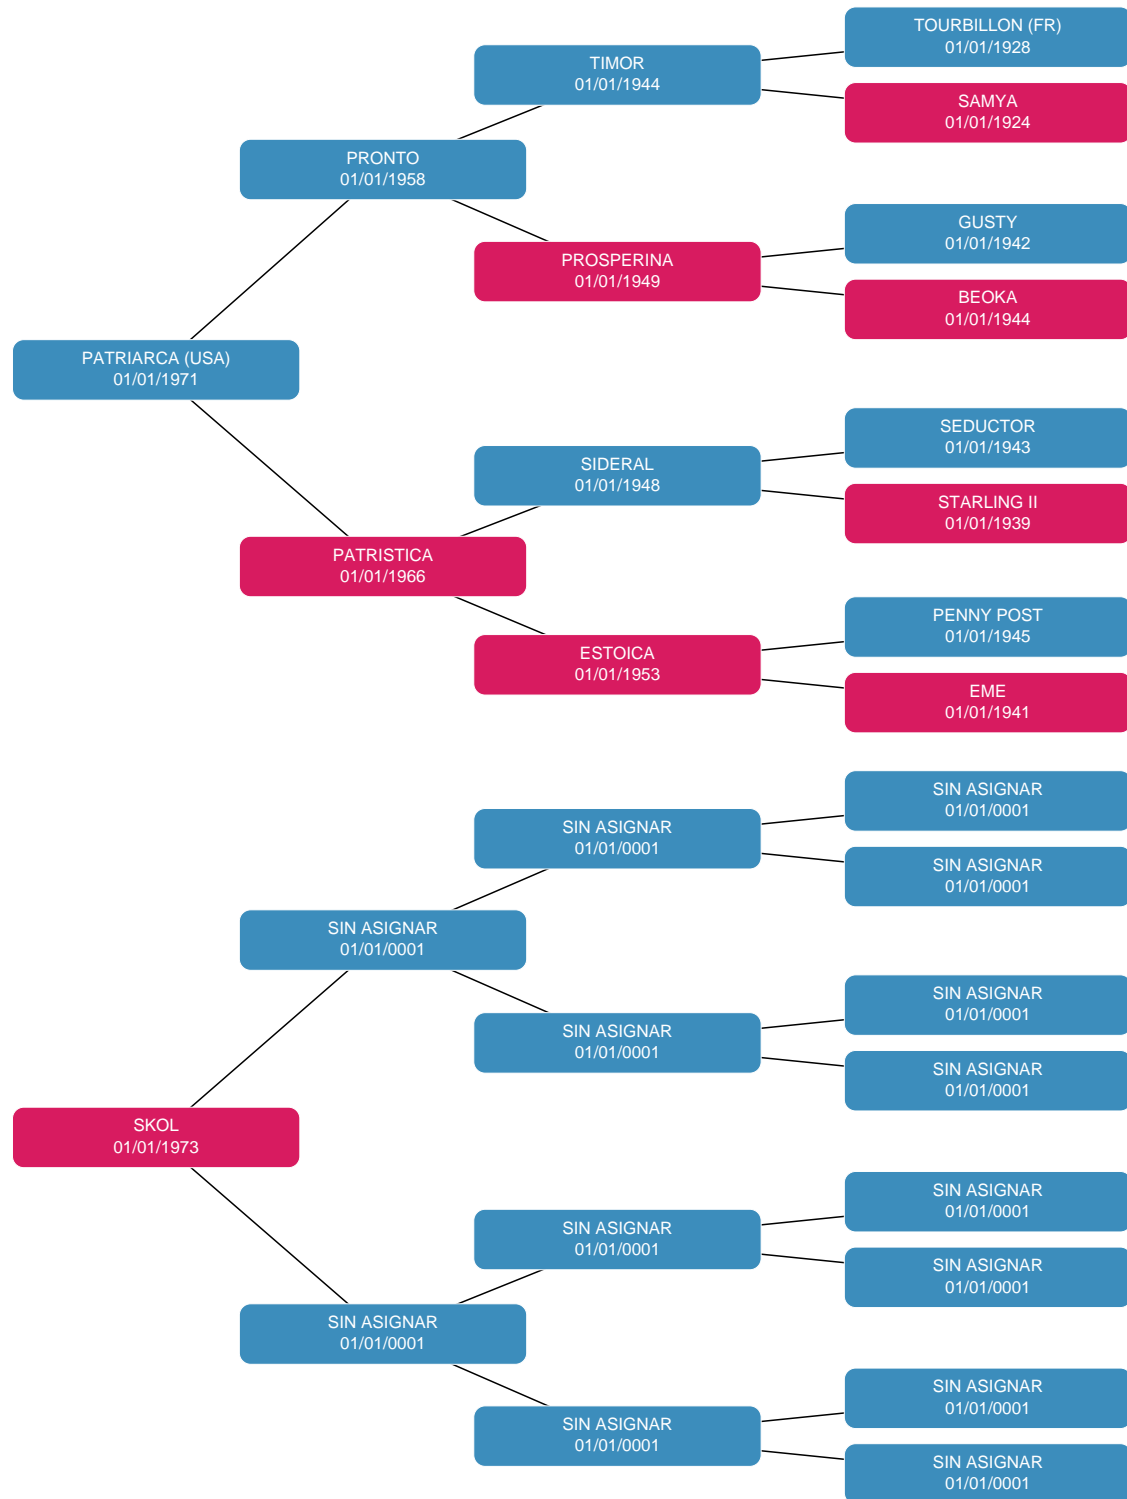 TOURBILLON (FR)
01/01/1928
TIMOR
01/01/1944
SAMYA
01/01/1924
PRONTO
01/01/1958
GUSTY
01/01/1942
PROSPERINA
01/01/1949
BEOKA
01/01/1944
PATRIARCA (USA)
01/01/1971
SEDUCTOR
01/01/1943
SIDERAL
01/01/1948
STARLING II
01/01/1939
PATRISTICA
01/01/1966
PENNY POST
01/01/1945
ESTOICA
01/01/1953
EME
01/01/1941
SIN ASIGNAR
01/01/0001
SIN ASIGNAR
01/01/0001
SIN ASIGNAR
01/01/0001
SIN ASIGNAR
01/01/0001
SIN ASIGNAR
01/01/0001
SIN ASIGNAR
01/01/0001
SIN ASIGNAR
01/01/0001
SKOL
01/01/1973
SIN ASIGNAR
01/01/0001
SIN ASIGNAR
01/01/0001
SIN ASIGNAR
01/01/0001
SIN ASIGNAR
01/01/0001
SIN ASIGNAR
01/01/0001
SIN ASIGNAR
01/01/0001
SIN ASIGNAR
01/01/0001